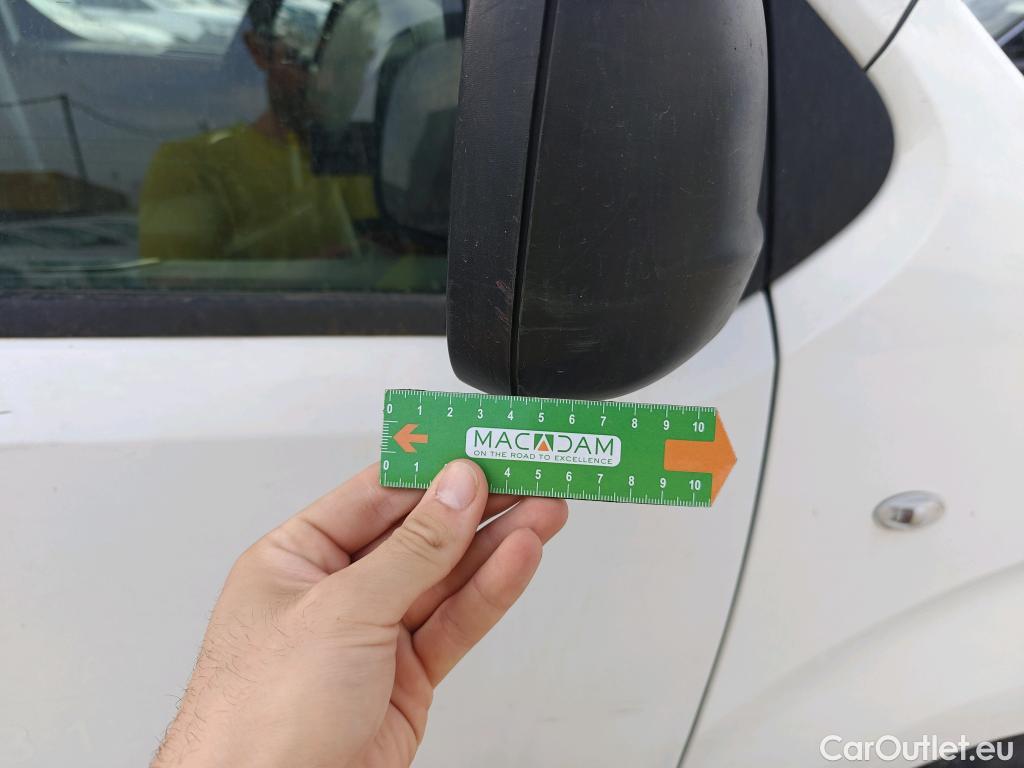 0 1 2 3 4 5 6 7 8 9 10
MACADAM
ON THE ROAD TO EXCELLENCE
0 1 4 5 6 7 8 9 10
CarOutlet.eu